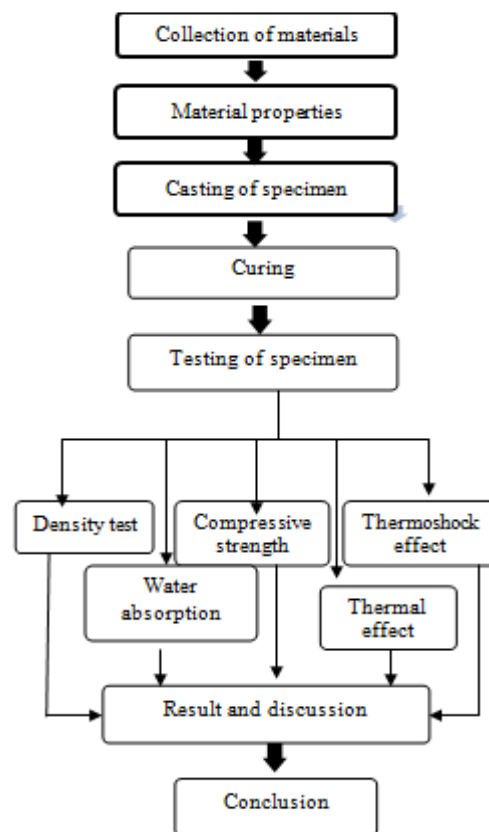 Collection of materials
Material properties
Casting of specimen
Curing
Testing of specimen
Density test
Compressive
strength
Thermoshock
effect
Water
absorption
Thermal
effect
Result and discussion
Conclusion